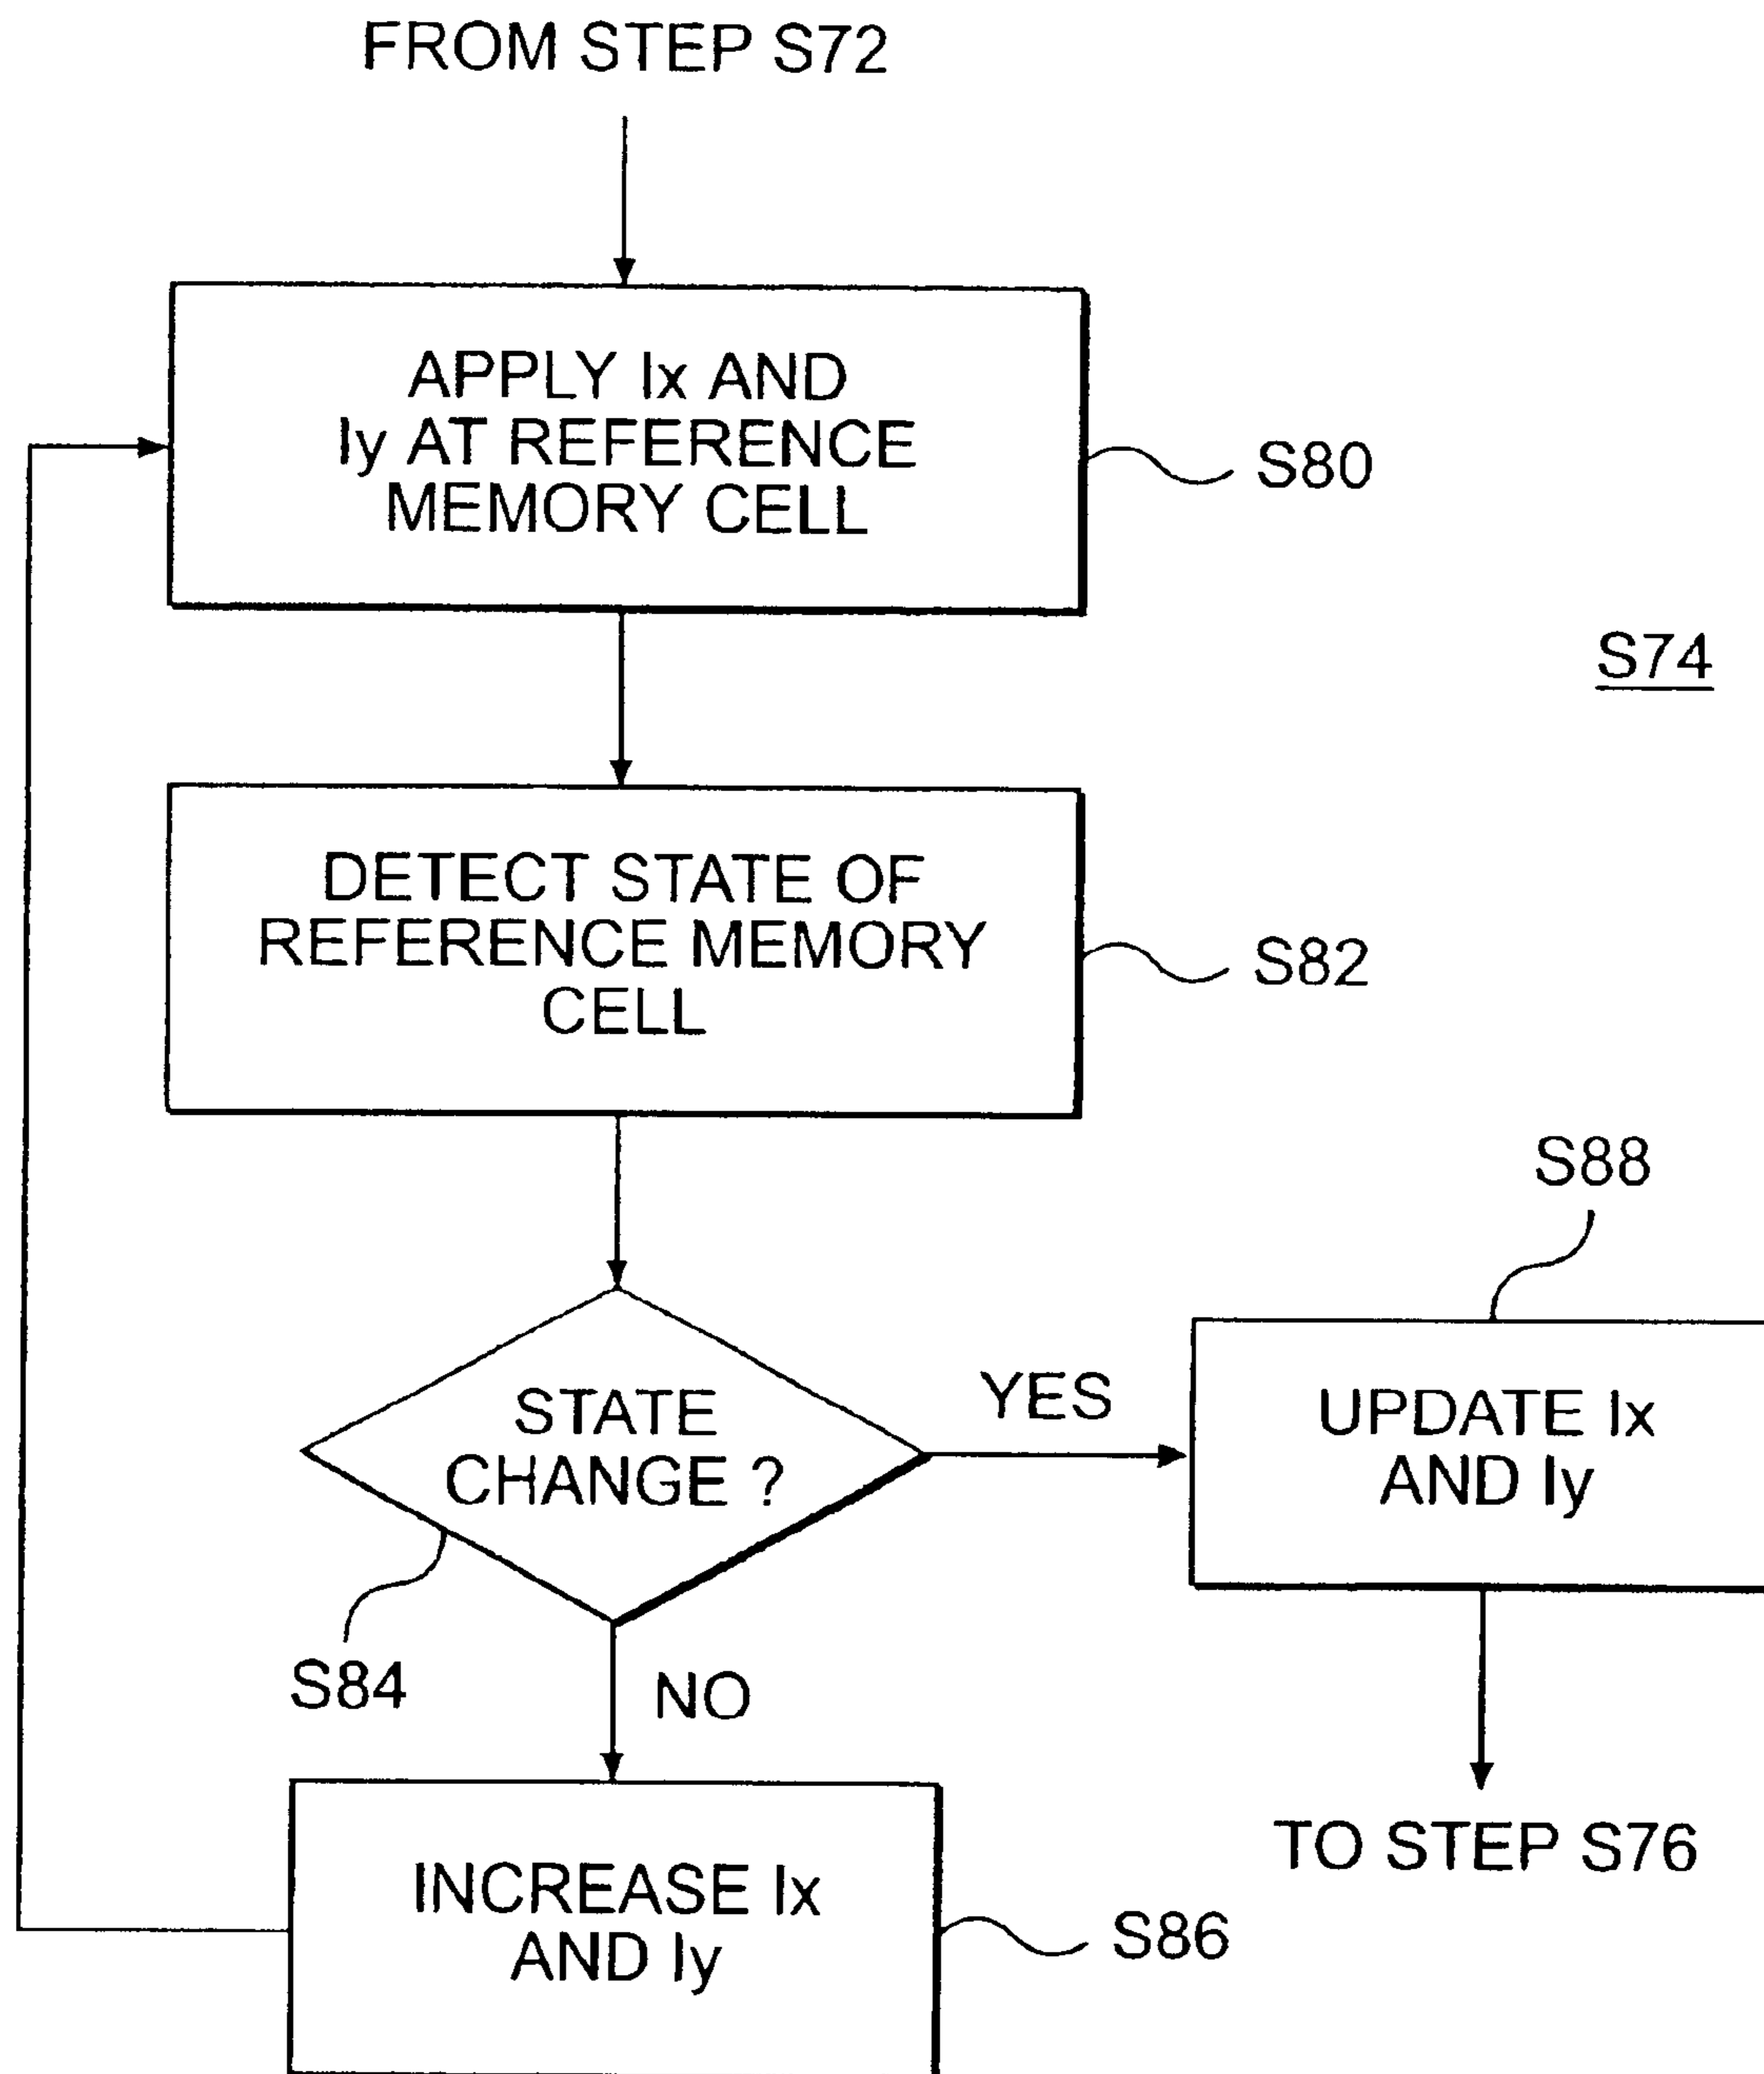 FROM STEP S72
APPLY Ix AND
Iy AT REFERENCE
MEMORY CELL
S80
S74
DETECT STATE OF
REFERENCE MEMORY
CELL
S82
S88
STATE
CHANGE ?
YES
UPDATE Ix
AND Iy
S84
NO
TO STEP S76
INCREASE Ix
AND Iy
S86